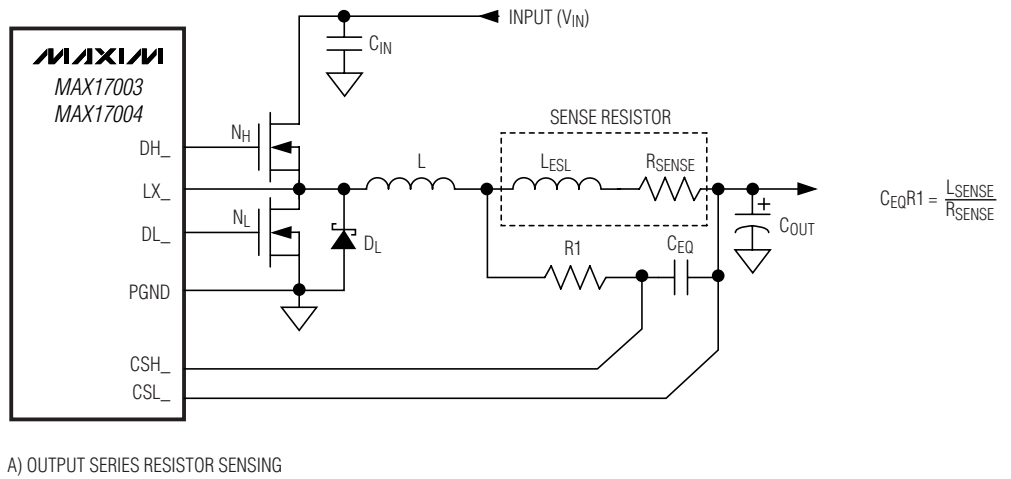 INPUT (VIN)
CIN
MAXIM
MAX17003
MAX17004
DH_
NH
SENSE RESISTOR
L
LESL
RSENSE
LX_
CEQR1 = LSENSE
RSENSE
+
COUT
NL
DL_
DL
R1
CEQ
PGND
CSH_
CSL_
A) OUTPUT SERIES RESISTOR SENSING